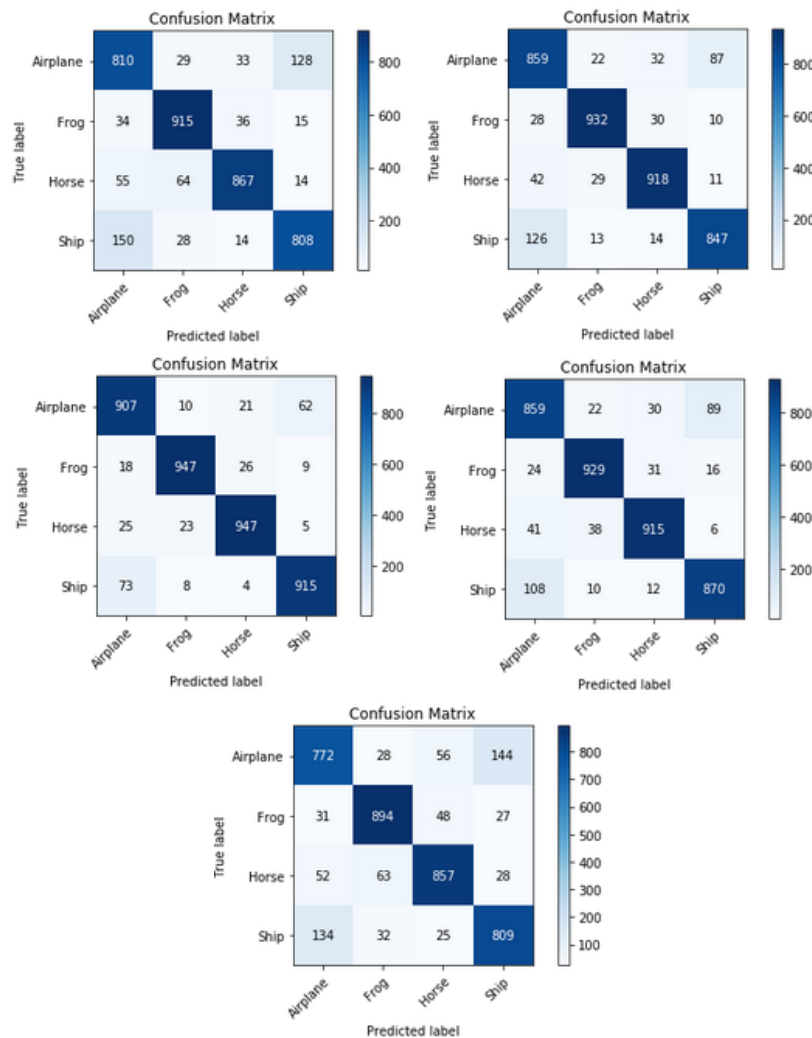 Confusion Matrix
Airplane 810 29 33 128
Frog 34 915 36 15
Horse 55 64 867 14
Ship 150 28 14 808
True label
Airplane Frog Horse Ship
Predicted label
800
600
400
200
Confusion Matrix
Airplane 859 22 32 87
Frog 28 932 30 10
Horse 42 29 918 11
Ship 126 13 14 847
True label
Airplane Frog Horse Ship
Predicted label
800
600
400
200
Confusion Matrix
Airplane 907 10 21 62
Frog 18 947 26 9
Horse 25 23 947 5
Ship 73 8 4 915
True label
Airplane Frog Horse Ship
Predicted label
800
600
400
200
Confusion Matrix
Airplane 859 22 30 89
Frog 24 929 31 16
Horse 41 38 915 6
Ship 108 10 12 870
True label
Airplane Frog Horse Ship
Predicted label
800
600
400
200
Confusion Matrix
Airplane 772 28 56 144
Frog 31 894 48 27
Horse 52 63 857 28
Ship 134 32 25 809
True label
Airplane Frog Horse Ship
Predicted label
800
700
600
500
400
300
200
100